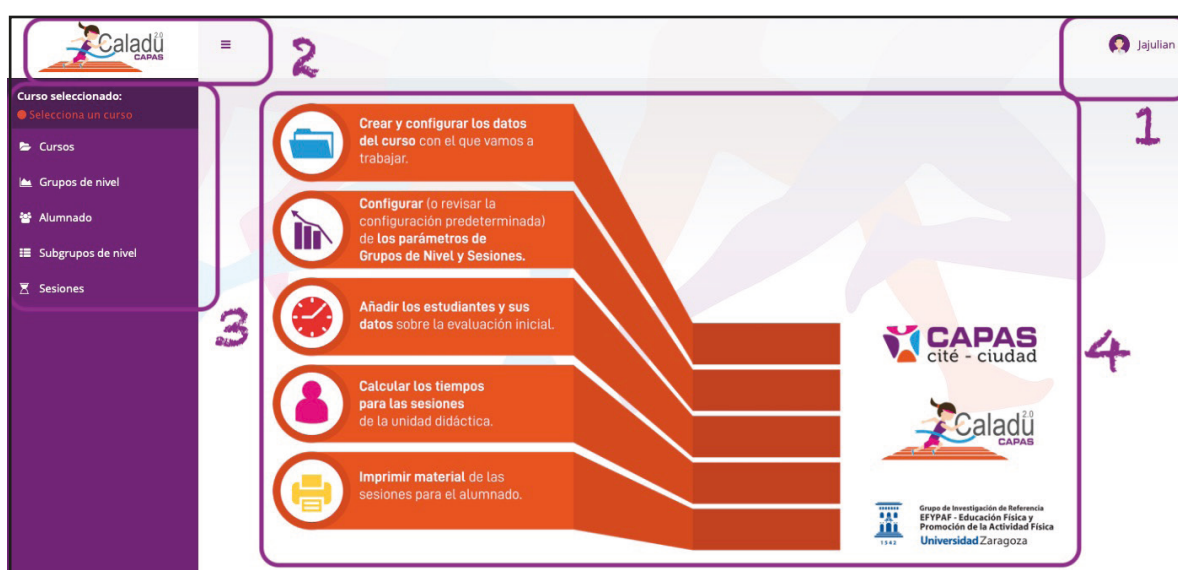 Caladü 2.0
CAPAS
2
Jajulian
1
Curso seleccionado:
Selecciona un curso
Cursos
Grupos de nivel
Alumnado
Subgrupos de nivel
Sesiones
3
Crear y configurar los datos
del curso con el que vamos a
trabajar.
Configurar (o revisar la
configuración predeterminada)
de los parámetros de
Grupos de Nivel y Sesiones.
Añadir los estudiantes y sus
datos sobre la evaluación inicial.
Calcular los tiempos
para las sesiones
de la unidad didáctica.
Imprimir material de las
sesiones para el alumnado.
CAPAS
cité - ciudad
4
Caladü 2.0
CAPAS
Grupo de Investigación de Referencia
EFYPAF - Educación Física y
Promoción de la Actividad Física
Universidad Zaragoza
1542